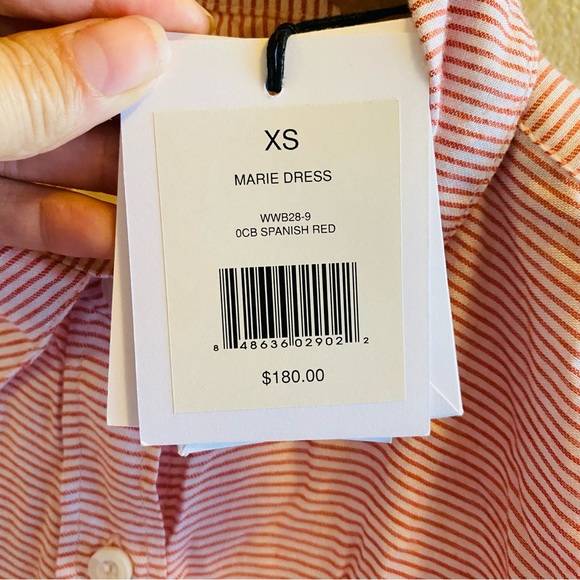 XS
MARIE DRESS
WWB28-9
0CB SPANISH RED
8 48636 02902 2
$180.00